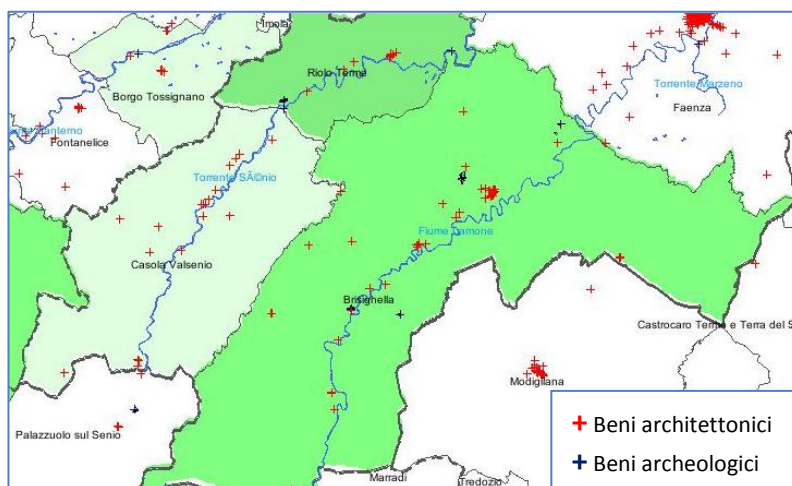 Imola
Riolo Terme
Borgo Tossignano
Torrente Marzeno
Faenza
Fontanelice
Torrente SÃ©nio
Fiume Lamone
Casola Valsenio
Brisighella
Castrocaro Terme e Terra del S
Modigliana
Palazzuolo sul Senio
Marradi
Tredozio
Beni architettonici
Beni archeologici